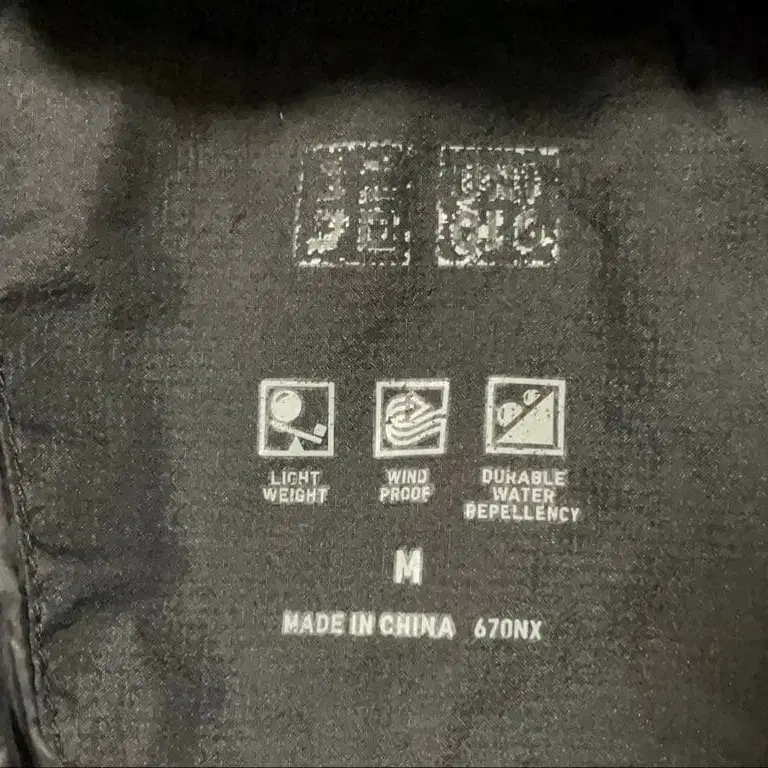 LIGHT
WEIGHT
WIND
PROOF
DURABLE
WATER
REPELLENCY
M
MADE IN CHINA 670NX